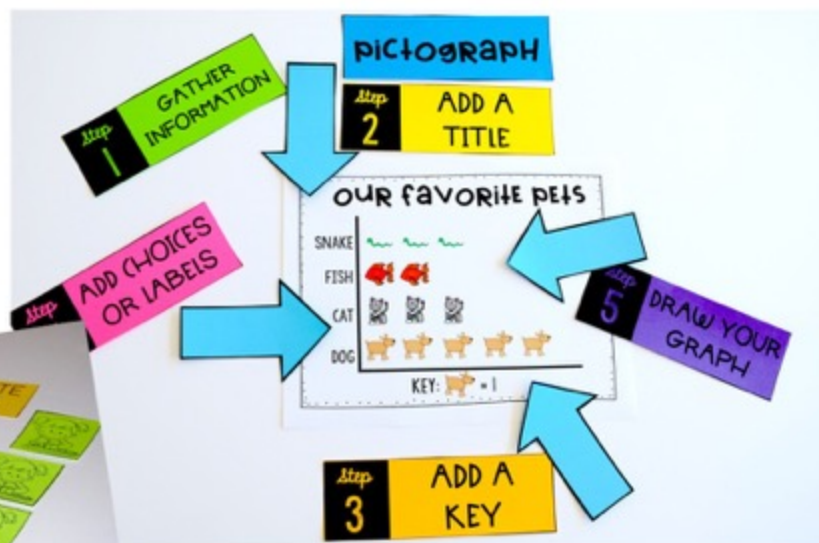 PICTOGRAPH
Step 1
GATHER
INFORMATION
Step 2
ADD A
TITLE
OUR FAVORITE PETS
SNAKE
FISH
CAT
DOG
KEY: = 1
Step
ADD CHOICES
OR LABELS
Step 5
DRAW YOUR
GRAPH
Step 3
ADD A
KEY